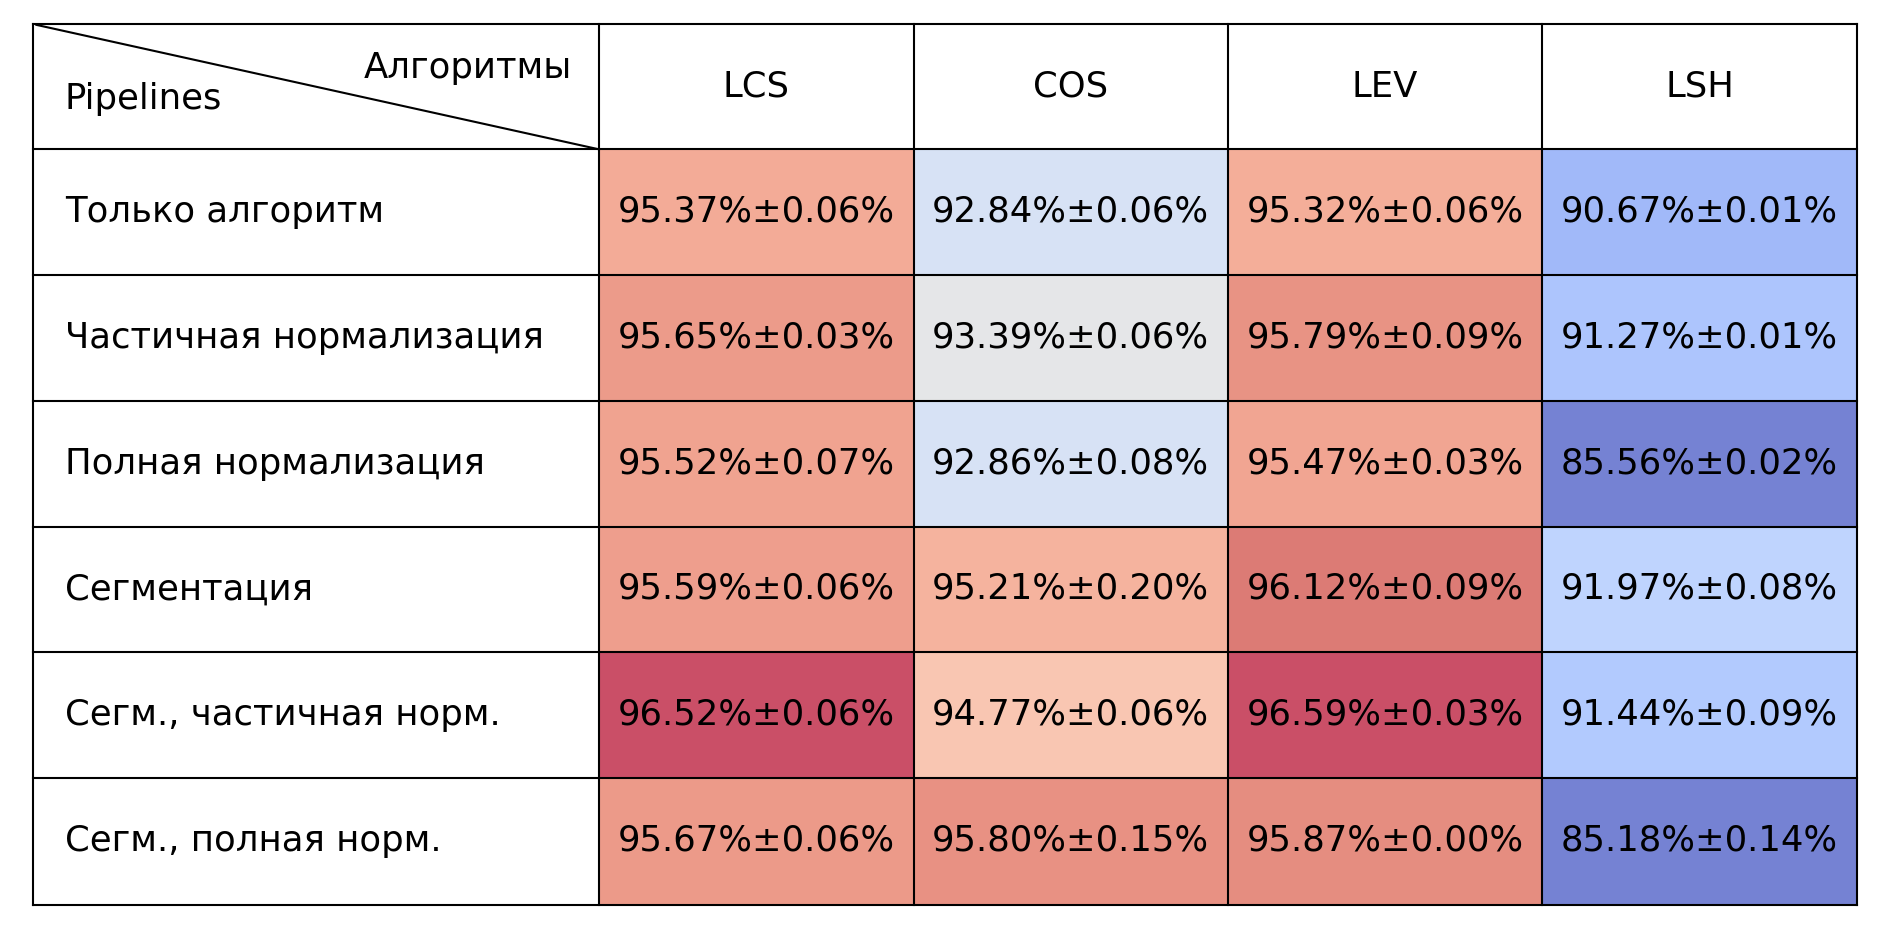 Алгоритмы
Pipelines
LCS COS LEV LSH
Только алгоритм 95.37%±0.06% 92.84%±0.06% 95.32%±0.06% 90.67%±0.01%
Частичная нормализация 95.65%±0.03% 93.39%±0.06% 95.79%±0.09% 91.27%±0.01%
Полная нормализация 95.52%±0.07% 92.86%±0.08% 95.47%±0.03% 85.56%±0.02%
Сегментация 95.59%±0.06% 95.21%±0.20% 96.12%±0.09% 91.97%±0.08%
Сегм., частичная норм. 96.52%±0.06% 94.77%±0.06% 96.59%±0.03% 91.44%±0.09%
Сегм., полная норм. 95.67%±0.06% 95.80%±0.15% 95.87%±0.00% 85.18%±0.14%